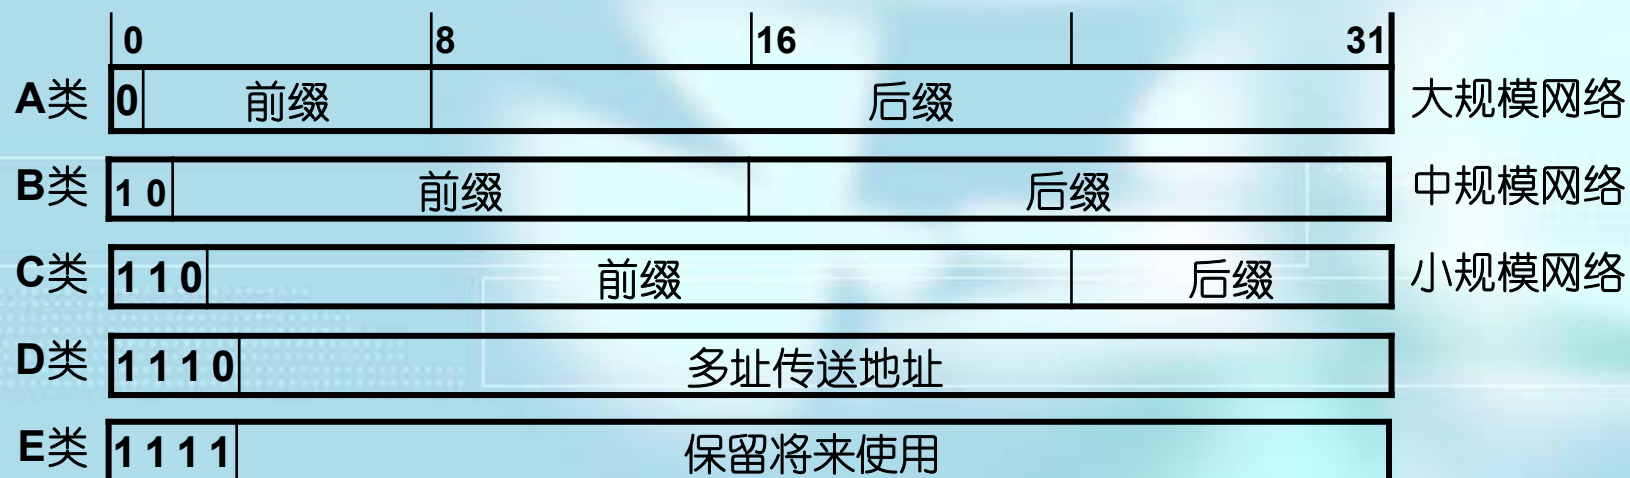 0 8 16 31
A类 0 前缀 后缀 大规模网络
B类 1 0 前缀 后缀 中规模网络
C类 1 1 0 前缀 后缀 小规模网络
D类 1 1 1 0 多址传送地址
E类 1 1 1 1 保留将来使用